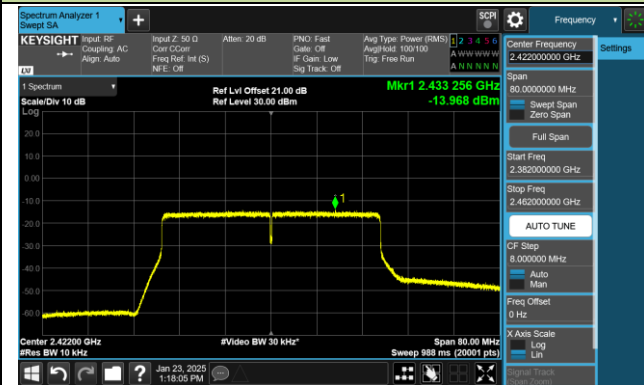 Spectrum Analyzer 1
Swept SA
+
SCPI
Frequency
KEYSIGHT
Input: RF
Coupling: AC
Align: Auto
Input Z: 50 Ω
Corr CCorr
Freq Ref: Int (S)
NFE: Off
Atten: 20 dB
PNO: Fast
Gate: Off
IF Gain: Low
Sig Track: Off
Avg Type: Power (RMS)
Avg|Hold: 100/100
Trig: Free Run
1 2 3 4 5 6
A W W W W W
A N N N N N
LXI
1 Spectrum
Scale/Div 10 dB
Ref Lvl Offset 21.00 dB
Ref Level 30.00 dBm
Mkr1 2.433 256 GHz
-13.968 dBm
Log
20.0
10.0
0.00
-10.0
-20.0
-30.0
-40.0
-50.0
-60.0
1
Center 2.42200 GHz
#Res BW 10 kHz
#Video BW 30 kHz*
Span 80.00 MHz
Sweep 988 ms (20001 pts)
Center Frequency
2.422000000 GHz
Settings
Span
80.0000000 MHz
Swept Span
Zero Span
Full Span
Start Freq
2.382000000 GHz
Stop Freq
2.462000000 GHz
AUTO TUNE
CF Step
8.000000 MHz
Auto
Man
Freq Offset
0 Hz
X Axis Scale
Log
Lin
Signal Track
(Span Zoom)
?
Jan 23, 2025
1:18:05 PM